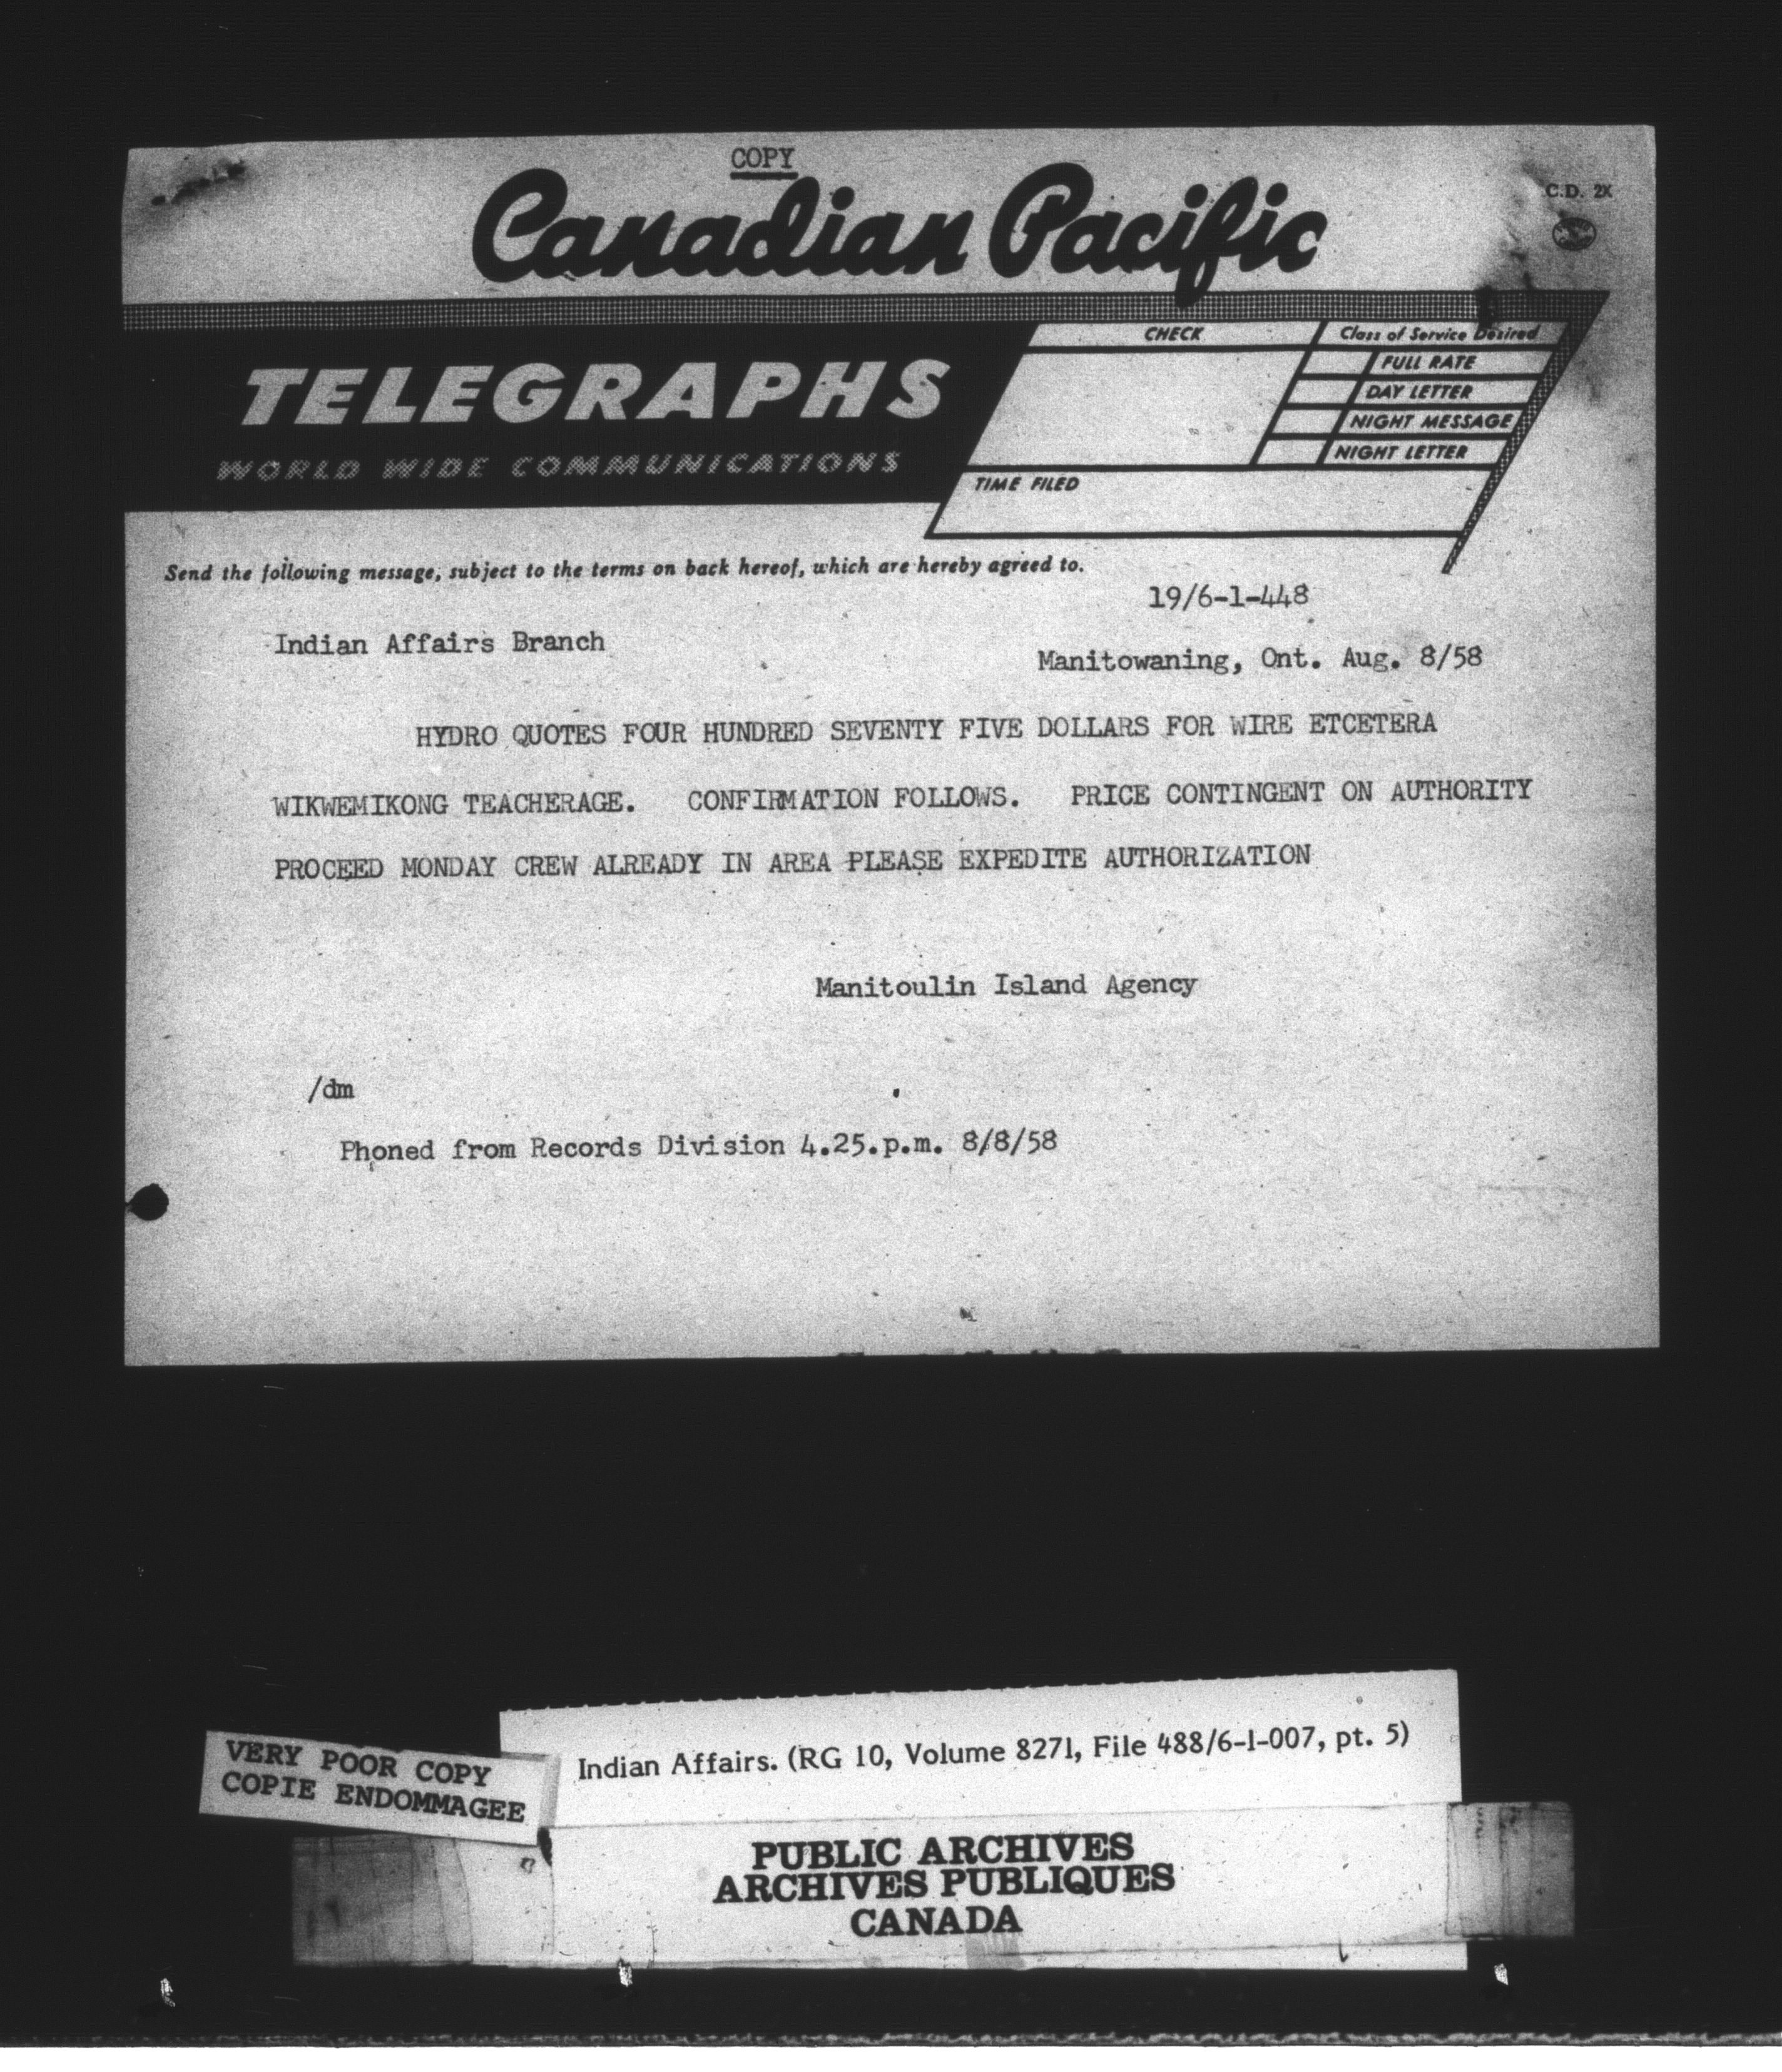 COPY
Canadian Pacific
C.D. 2X
TELEGRAPHS
WORLD WIDE COMMUNICATIONS
CHECK
Class of Service Desired
FULL RATE
DAY LETTER
NIGHT MESSAGE
NIGHT LETTER
TIME FILED
Send the following message, subject to the terms on back hereof, which are hereby agreed to.
19/6-1-448
Indian Affairs Branch
Manitowaning, Ont. Aug. 8/58
HYDRO QUOTES FOUR HUNDRED SEVENTY FIVE DOLLARS FOR WIRE ETCETERA
WIKWEMIKONG TEACHERAGE. CONFIRMATION FOLLOWS. PRICE CONTINGENT ON AUTHORITY
PROCEED MONDAY CREW ALREADY IN AREA PLEASE EXPEDITE AUTHORIZATION
Manitoulin Island Agency
/dm
Phoned from Records Division 4.25.p.m. 8/8/58
VERY POOR COPY
COPIE ENDOMMAGEE
Indian Affairs. (RG 10, Volume 8271, File 488/6-1-007, pt. 5)
PUBLIC ARCHIVES
ARCHIVES PUBLIQUES
CANADA